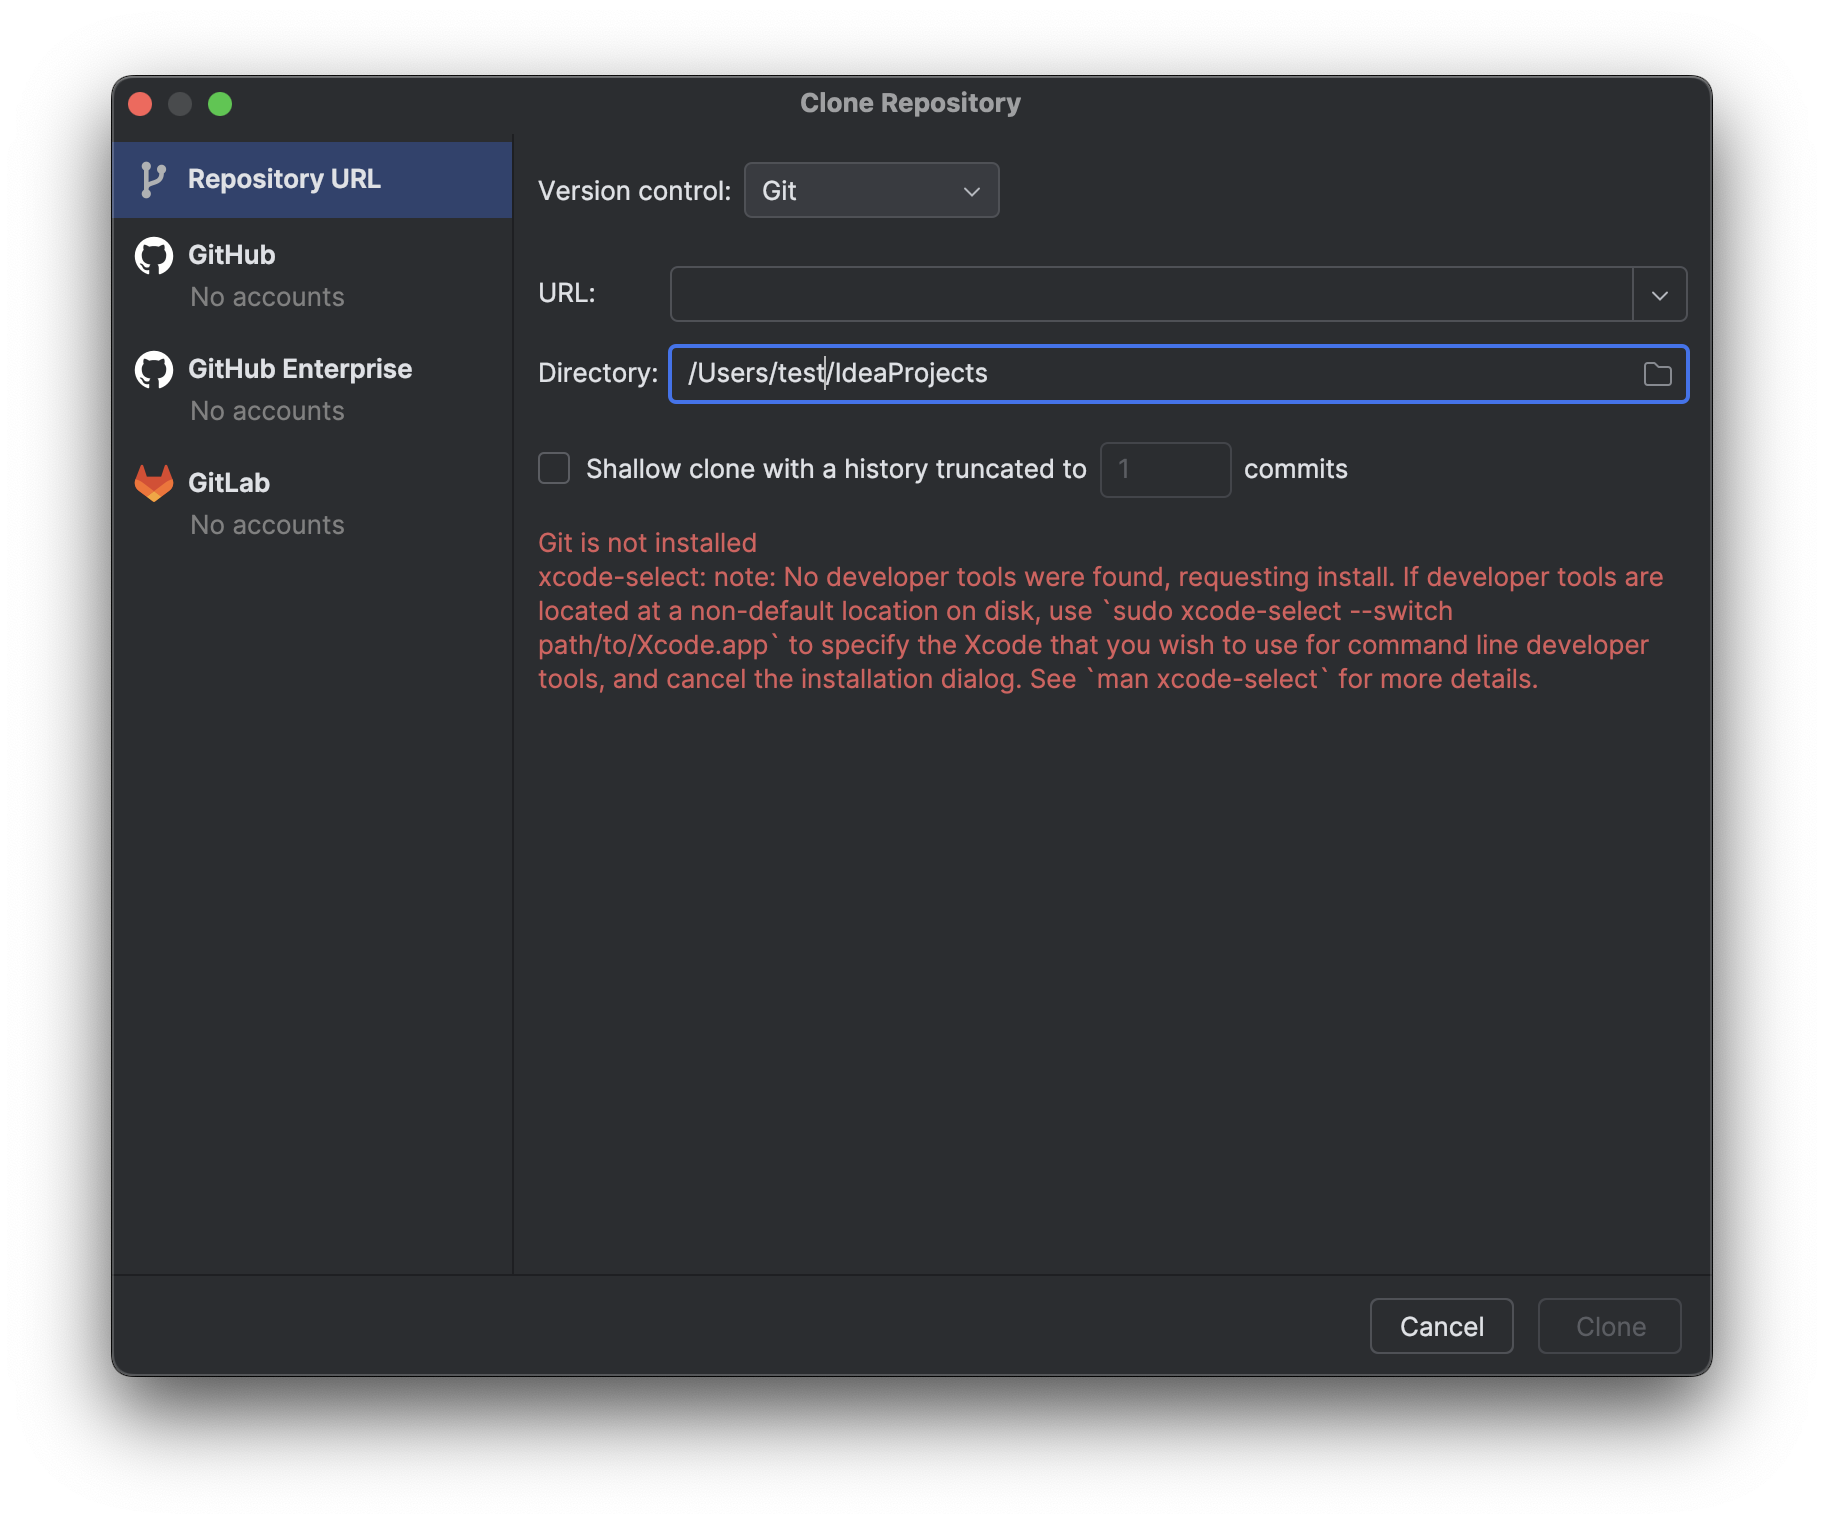 Clone Repository
Repository URL
GitHub
No accounts
GitHub Enterprise
No accounts
GitLab
No accounts
Version control: Git
URL:
Directory: /Users/test/IdeaProjects
Shallow clone with a history truncated to 1 commits
Git is not installed
xcode-select: note: No developer tools were found, requesting install. If developer tools are
located at a non-default location on disk, use `sudo xcode-select --switch
path/to/Xcode.app` to specify the Xcode that you wish to use for command line developer
tools, and cancel the installation dialog. See `man xcode-select` for more details.
Cancel
Clone